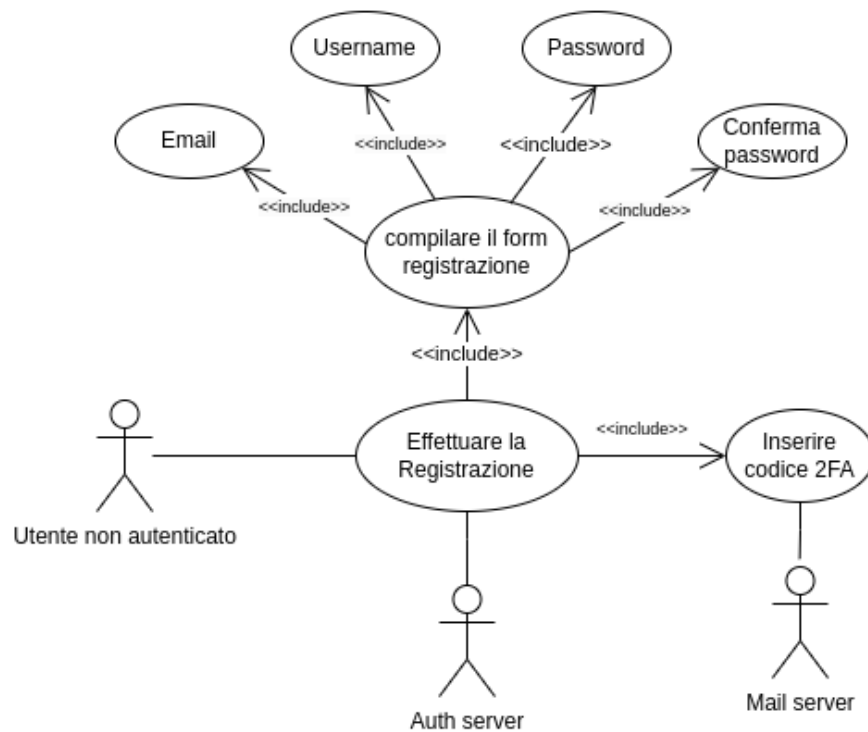 Username
Password
Email
<<include>>
<<include>>
Conferma
password
<<include>>
<<include>>
compilare il form
registrazione
<<include>>
Effettuare la
Registrazione
<<include>>
Inserire
codice 2FA
Utente non autenticato
Auth server
Mail server